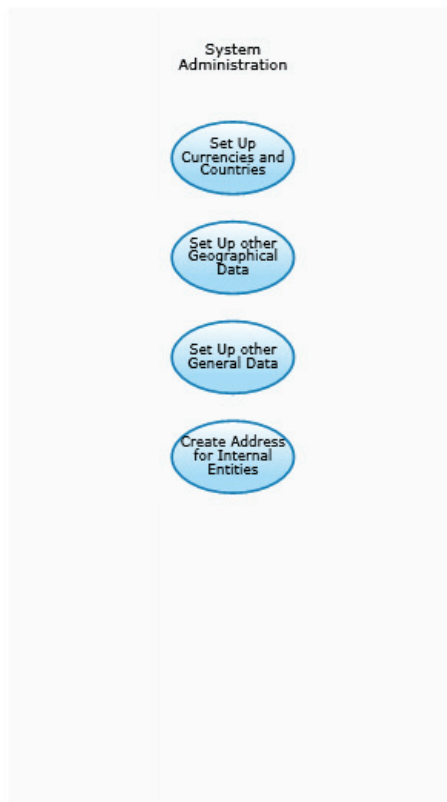 System
Administration
Set Up
Currencies and
Countries
Set Up other
Geographical
Data
Set Up other
General Data
Create Address
for Internal
Entities